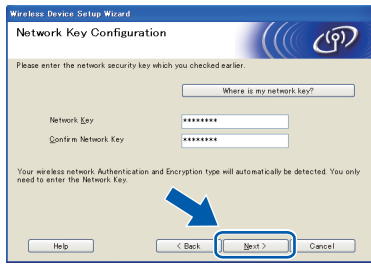 Wireless Device Setup Wizard
Network Key Configuration
Please enter the network security key which you checked earlier.
Where is my network key?
Network Key ********
Confirm Network Key ********
Your wireless network Authentication and Encryption type will automatically be detected. You only
need to enter the Network Key.
Help < Back Next > Cancel